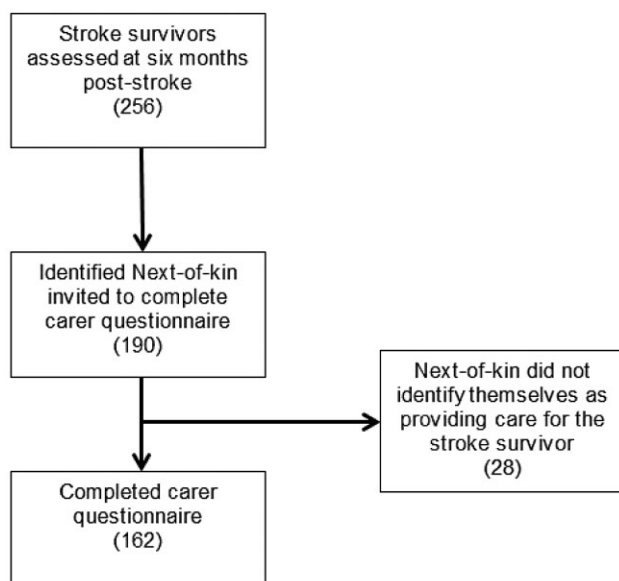 Stroke survivors
assessed at six months
post-stroke
(256)
Identified Next-of-kin
invited to complete
carer questionnaire
(190)
Next-of-kin did not
identify themselves as
providing care for the
stroke survivor
(28)
Completed carer
questionnaire
(162)